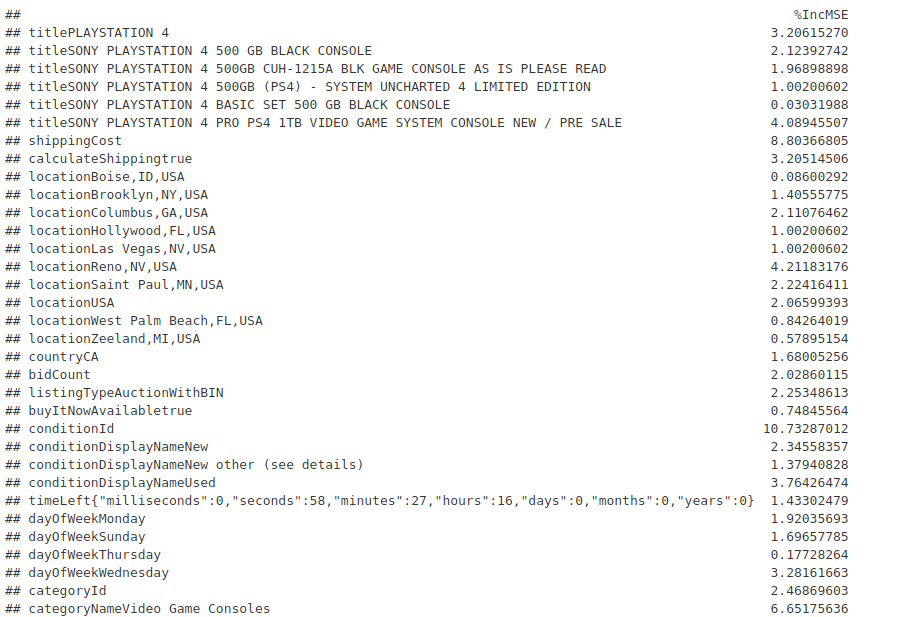 ## %IncMSE
## titlePLAYSTATION 4 3.20615270
## titleSONY PLAYSTATION 4 500 GB BLACK CONSOLE 2.12392742
## titleSONY PLAYSTATION 4 500GB CUH-1215A BLK GAME CONSOLE AS IS PLEASE READ 1.96898898
## titleSONY PLAYSTATION 4 500GB (PS4) - SYSTEM UNCHARTED 4 LIMITED EDITION 1.00200602
## titleSONY PLAYSTATION 4 BASIC SET 500 GB BLACK CONSOLE 0.03031988
## titleSONY PLAYSTATION 4 PRO PS4 1TB VIDEO GAME SYSTEM CONSOLE NEW / PRE SALE 4.08945507
## shippingCost 8.80366805
## calculateShippingtrue 3.20514506
## locationBoise,ID,USA 0.08600292
## locationBrooklyn,NY,USA 1.40555775
## locationColumbus,GA,USA 2.11076462
## locationHollywood,FL,USA 1.00200602
## locationLas Vegas,NV,USA 1.00200602
## locationReno,NV,USA 4.21183176
## locationSaint Paul,MN,USA 2.22416411
## locationUSA 2.06599393
## locationWest Palm Beach,FL,USA 0.84264019
## locationZeeland,MI,USA 0.57895154
## countryCA 1.68005256
## bidCount 2.02860115
## listingTypeAuctionWithBIN 2.25348613
## buyItNowAvailabletrue 0.74845564
## conditionId 10.73287012
## conditionDisplayNameNew 2.34558357
## conditionDisplayNameNew other (see details) 1.37940828
## conditionDisplayNameUsed 3.76426474
## timeLeft{"milliseconds":0,"seconds":58,"minutes":27,"hours":16,"days":0,"months":0,"years":0} 1.43302479
## dayOfWeekMonday 1.92035693
## dayOfWeekSunday 1.69657785
## dayOfWeekThursday 0.17728264
## dayOfWeekWednesday 3.28161663
## categoryId 2.46869603
## categoryNameVideo Game Consoles 6.65175636